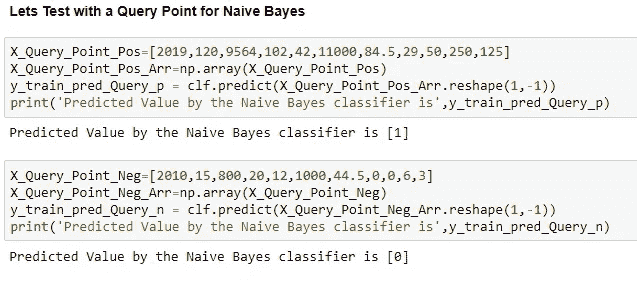 Lets Test with a Query Point for Naive Bayes
X_Query_Point_Pos=[2019,120,9564,102,42,11000,84.5,29,50,250,125]
X_Query_Point_Pos_Arr=np.array(X_Query_Point_Pos)
y_train_pred_Query_p = clf.predict(X_Query_Point_Pos_Arr.reshape(1,-1))
print('Predicted Value by the Naive Bayes classifier is',y_train_pred_Query_p)
Predicted Value by the Naive Bayes classifier is [1]
X_Query_Point_Neg=[2010,15,800,20,12,1000,44.5,0,0,6,3]
X_Query_Point_Neg_Arr=np.array(X_Query_Point_Neg)
y_train_pred_Query_n = clf.predict(X_Query_Point_Neg_Arr.reshape(1,-1))
print('Predicted Value by the Naive Bayes classifier is',y_train_pred_Query_n)
Predicted Value by the Naive Bayes classifier is [0]